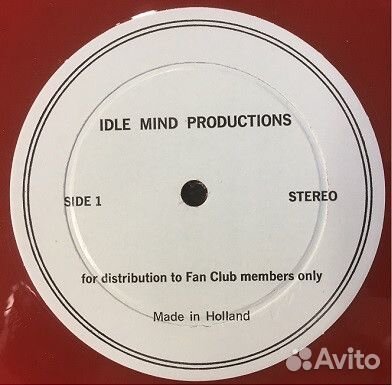 IDLE MIND PRODUCTIONS
SIDE 1 STEREO
for distribution to Fan Club members only
Made in Holland
Avito